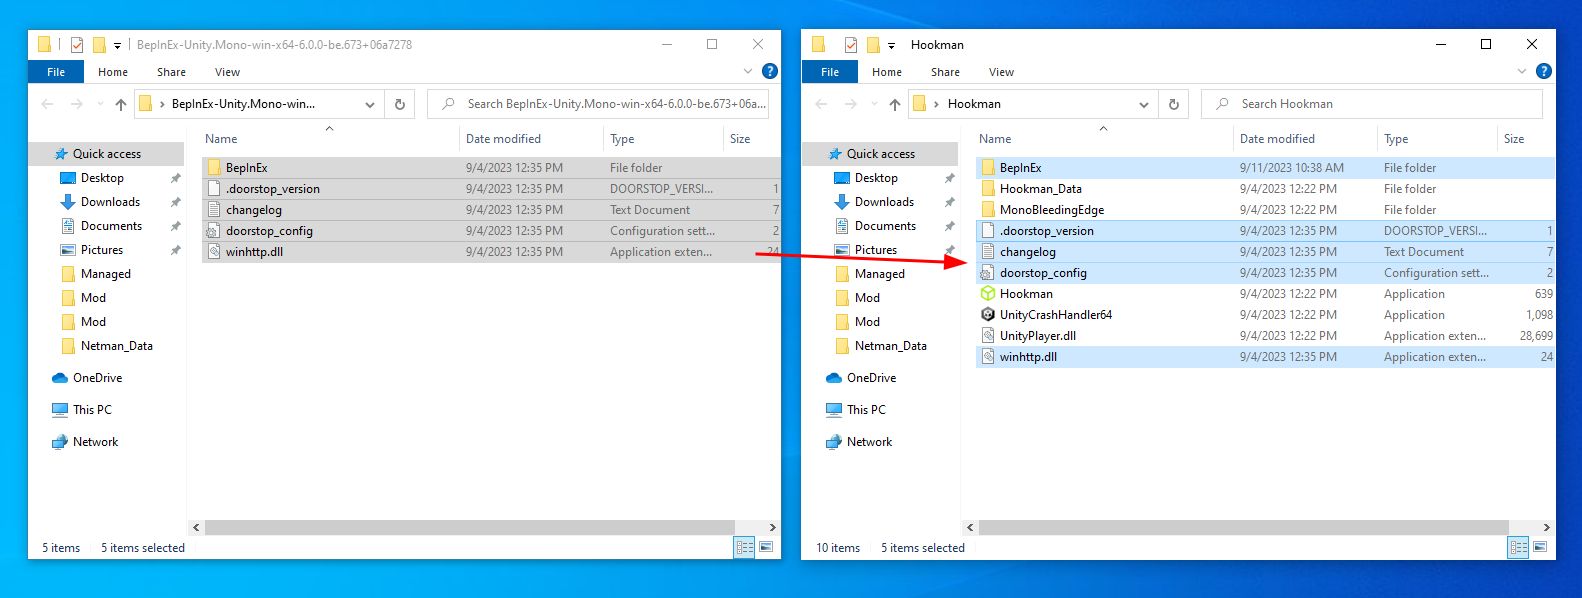 BepInEx-Unity.Mono-win-x64-6.0.0-be.673+06a7278
File Home Share View
BepInEx-Unity.Mono-win... Search BepInEx-Unity.Mono-win-x64-6.0.0-be.673+06a...
Name Date modified Type Size
Quick access
Desktop
Downloads
Documents
Pictures
Managed
Mod
Mod
Netman_Data
OneDrive
This PC
Network
BepInEx 9/4/2023 12:35 PM File folder
.doorstop_version 9/4/2023 12:35 PM DOORSTOP_VERSI... 1
changelog 9/4/2023 12:35 PM Text Document 7
doorstop_config 9/4/2023 12:35 PM Configuration sett... 2
winhttp.dll 9/4/2023 12:35 PM Application exten... 24
5 items 5 items selected
Hookman
File Home Share View
Hookman Search Hookman
Name Date modified Type Size
Quick access
Desktop
Downloads
Documents
Pictures
Managed
Mod
Mod
Netman_Data
OneDrive
This PC
Network
BepInEx 9/11/2023 10:38 AM File folder
Hookman_Data 9/4/2023 12:22 PM File folder
MonoBleedingEdge 9/4/2023 12:22 PM File folder
.doorstop_version 9/4/2023 12:35 PM DOORSTOP_VERSI... 1
changelog 9/4/2023 12:35 PM Text Document 7
doorstop_config 9/4/2023 12:35 PM Configuration sett... 2
Hookman 9/4/2023 12:22 PM Application 639
UnityCrashHandler64 9/4/2023 12:22 PM Application 1,098
UnityPlayer.dll 9/4/2023 12:22 PM Application exten... 28,699
winhttp.dll 9/4/2023 12:35 PM Application exten... 24
10 items 5 items selected